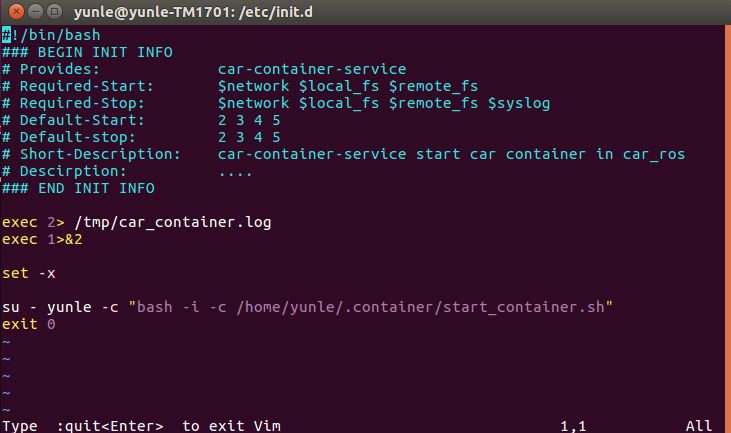 yunle@yunle-TM1701: /etc/init.d
#!/bin/bash
### BEGIN INIT INFO
# Provides:             car-container-service
# Required-Start:       $network $local_fs $remote_fs
# Required-Stop:        $network $local_fs $remote_fs $syslog
# Default-Start:        2 3 4 5
# Default-stop:         2 3 4 5
# Short-Description:    car-container-service start car container in car_ros
# Descirption:          ....
### END INIT INFO
exec 2> /tmp/car_container.log
exec 1>&2
set -x
su - yunle -c "bash -i -c /home/yunle/.container/start_container.sh"
exit 0
~
~
~
~
~
Type  :quit<Enter>  to exit Vim                               1,1           All